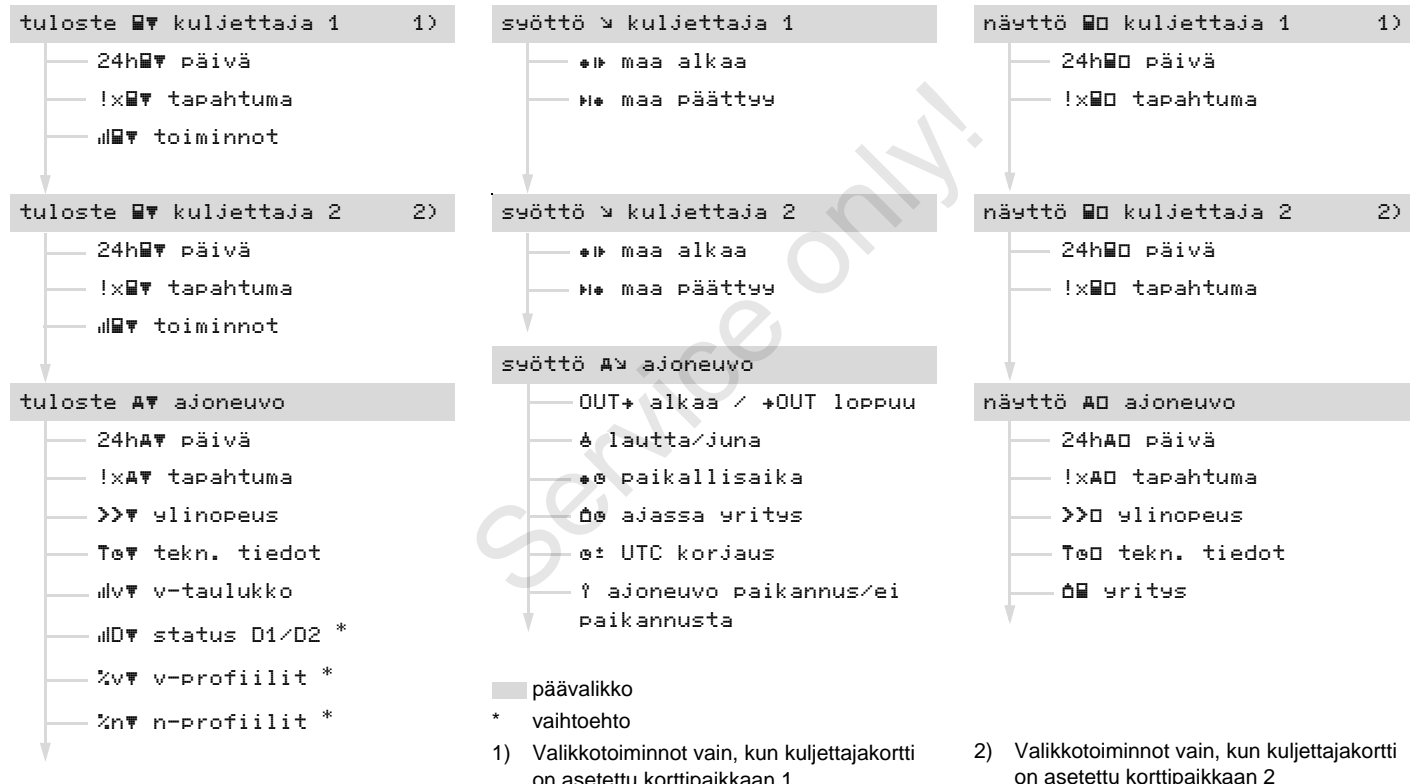 tuloste kuljettaja 1 1)
24h päivä
!x tapahtuma
toiminnot
tuloste kuljettaja 2 2)
24h päivä
!x tapahtuma
toiminnot
tuloste ajoneuvo
24h päivä
!x tapahtuma
>> ylinopeus
T tekn. tiedot
v v-taulukko
D status D1/D2 *
%v v-profiilit *
%n n-profiilit *
syöttö kuljettaja 1
maa alkaa
maa päättyy
syöttö kuljettaja 2
maa alkaa
maa päättyy
syöttö ajoneuvo
OUT→ alkaa / →OUT loppuu
lautta/juna
paikallisaika
ajassa yritys
UTC korjaus
ajoneuvo paikannus/ei
paikannusta
päävalikko
* vaihtoehto
1) Valikkotoiminnot vain, kun kuljettajakortti
on asetettu korttipaikkaan 1
näyttö kuljettaja 1 1)
24h päivä
!x tapahtuma
näyttö kuljettaja 2 2)
24h päivä
!x tapahtuma
näyttö ajoneuvo
24h päivä
!x tapahtuma
>> ylinopeus
T tekn. tiedot
yritys
2) Valikkotoiminnot vain, kun kuljettajakortti
on asetettu korttipaikkaan 2
Service only!